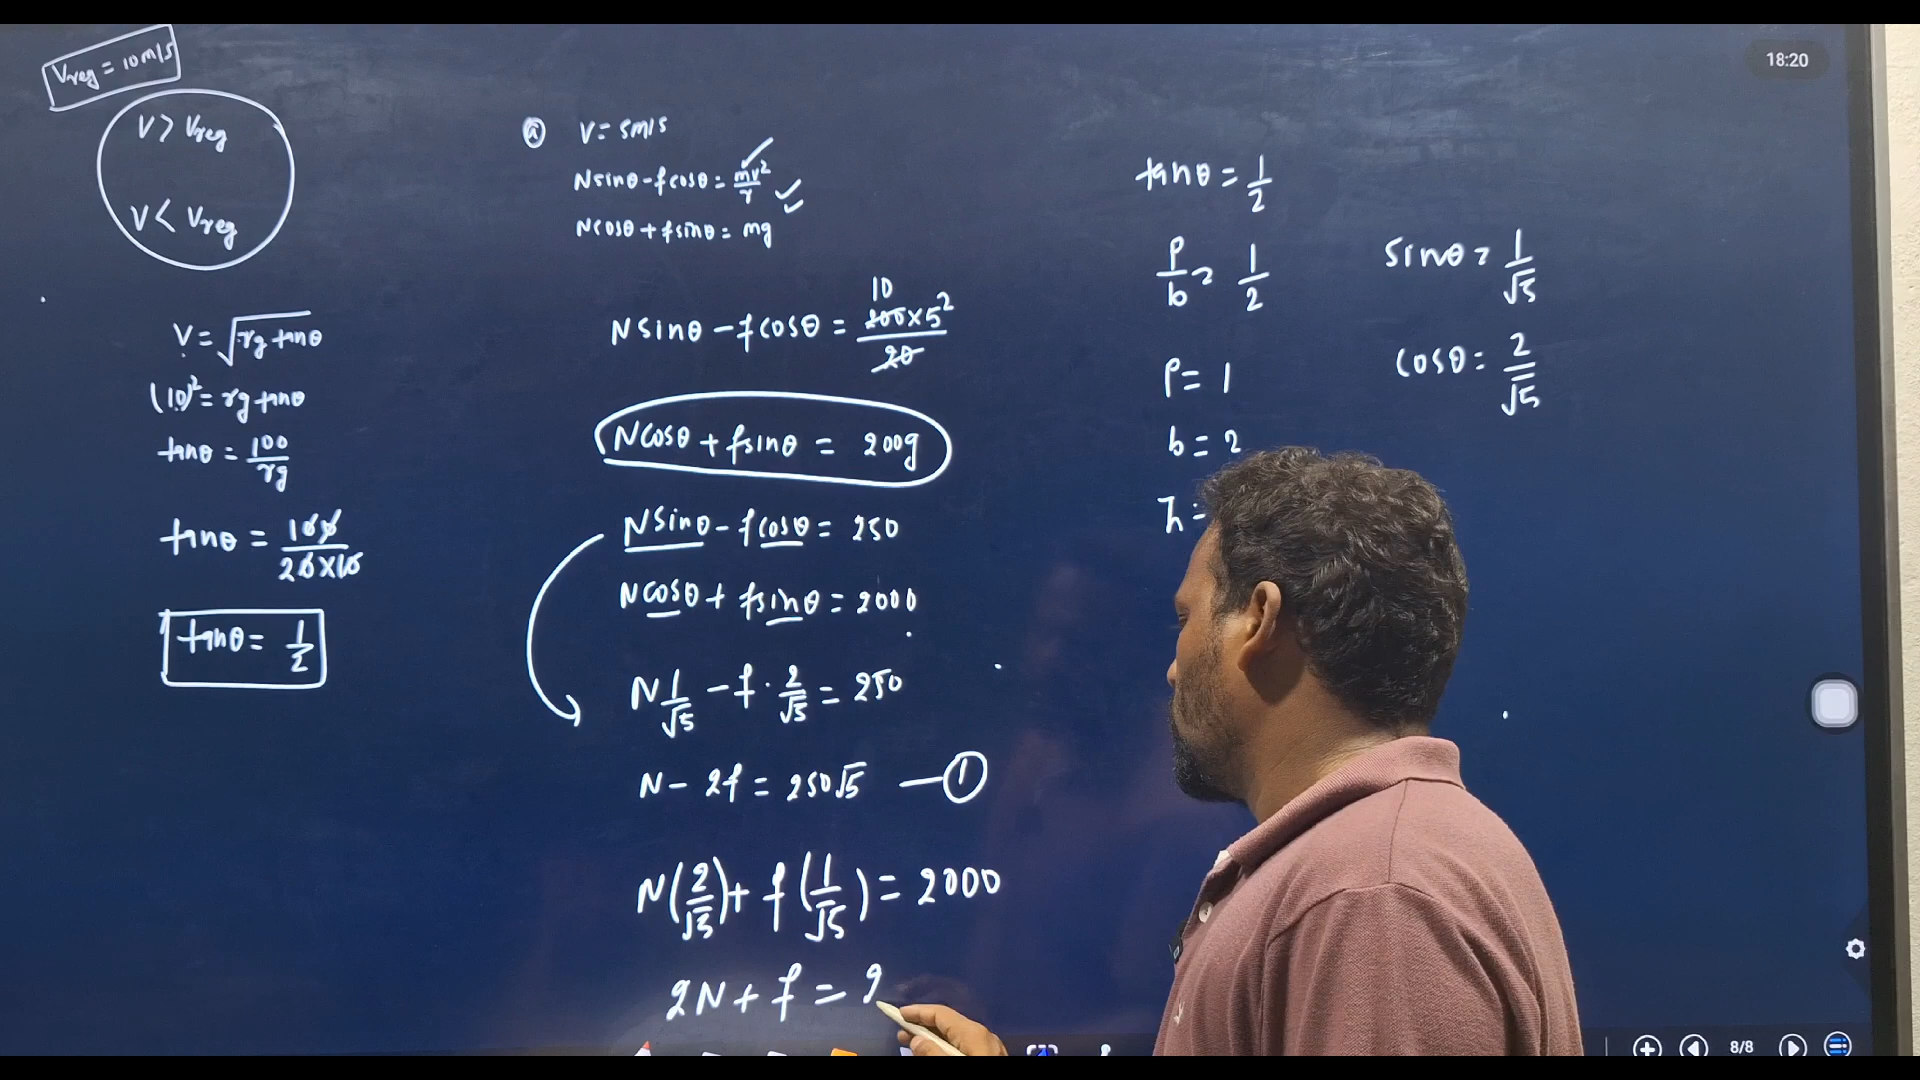 Vreg = 10m/s
V > Vreg
V < Vreg
V = √rg tanθ
(10)² = rg tanθ
tanθ = 100/rg
tanθ = 100/20×10
tanθ = 1/2
ⓐ V = 5m/s
Nsinθ - fcosθ = mv²/r
Ncosθ + fsinθ = mg
Nsinθ - fcosθ = 200×5²/20
10
Ncosθ + fsinθ = 200g
Nsinθ - fcosθ = 250
Ncosθ + fsinθ = 2000
N 1/√5 - f · 2/√5 = 250
N - 2f = 250√5 — ①
N(2/√5) + f(1/√5) = 2000
2N + f = 2
tanθ = 1/2
P/b = 1/2
P = 1
b = 2
h =
sinθ = 1/√5
cosθ = 2/√5
18:20
8/8